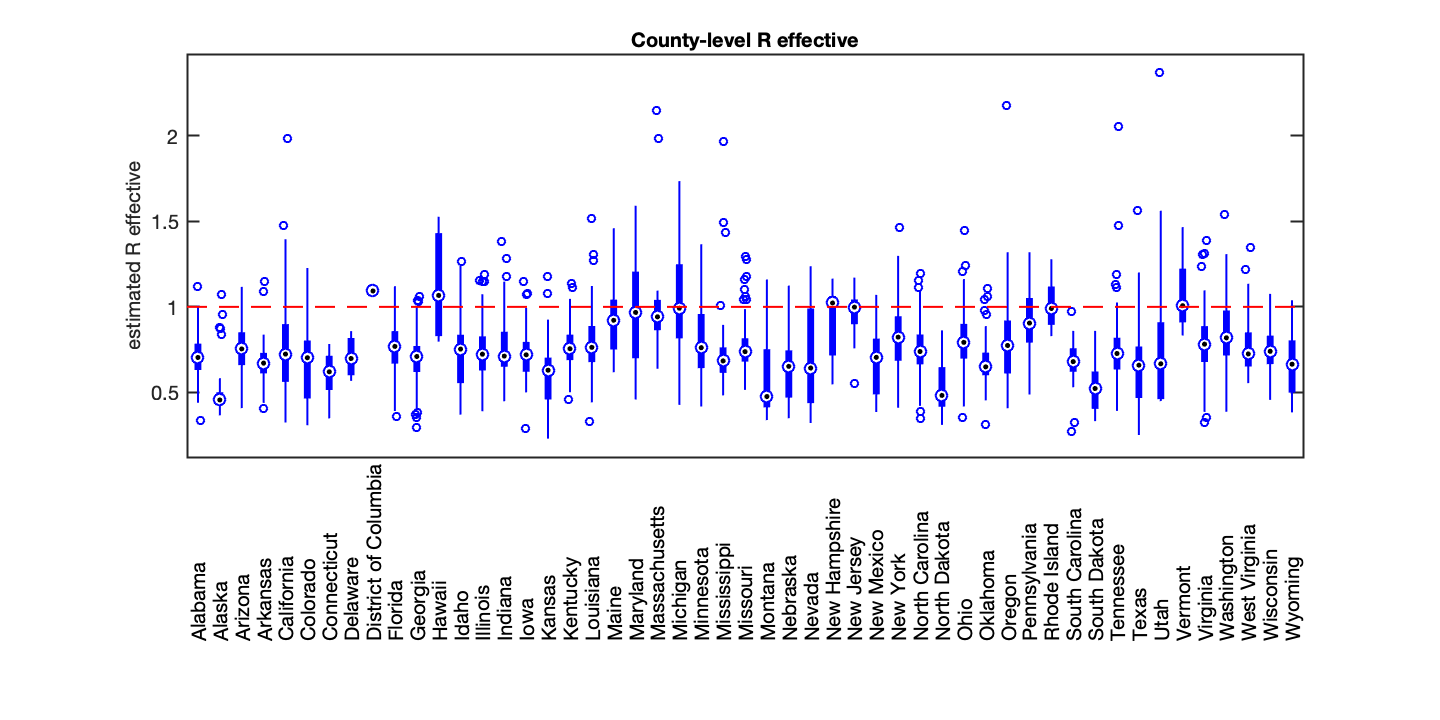 County-level R effective
estimated R effective
2
1.5
1
0.5
Alabama
Alaska
Arizona
Arkansas
California
Colorado
Connecticut
Delaware
District of Columbia
Florida
Georgia
Hawaii
Idaho
Illinois
Indiana
Iowa
Kansas
Kentucky
Louisiana
Maine
Maryland
Massachusetts
Michigan
Minnesota
Mississippi
Missouri
Montana
Nebraska
Nevada
New Hampshire
New Jersey
New Mexico
New York
North Carolina
North Dakota
Ohio
Oklahoma
Oregon
Pennsylvania
Rhode Island
South Carolina
South Dakota
Tennessee
Texas
Utah
Vermont
Virginia
Washington
West Virginia
Wisconsin
Wyoming